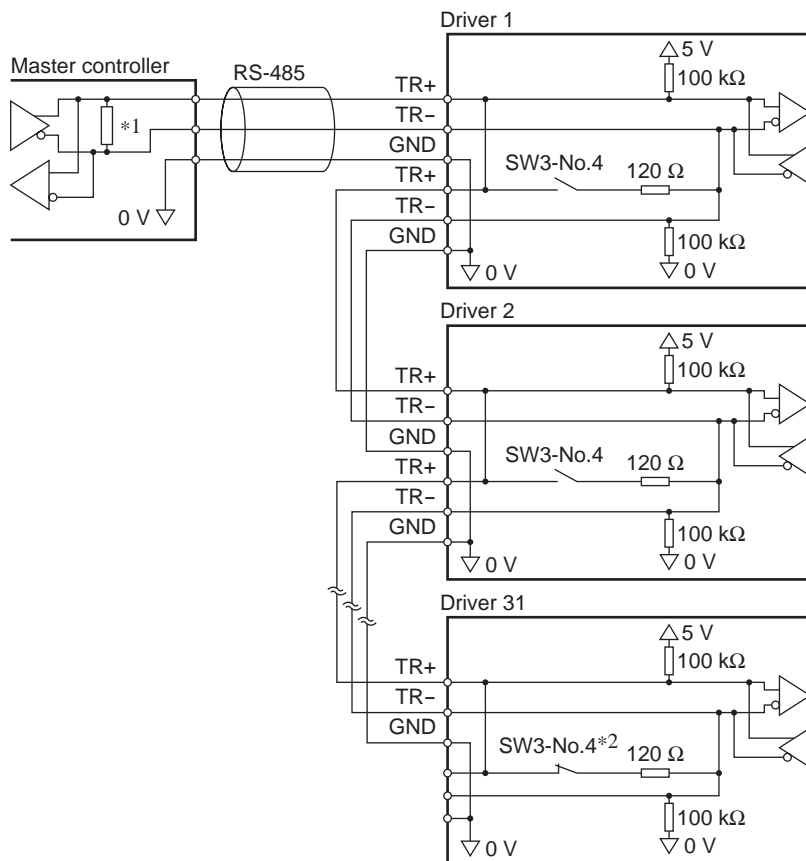 Driver 1
Master controller
RS-485
*1
0 V
TR+
TR−
GND
TR+
TR−
GND
5 V
100 kΩ
SW3-No.4
120 Ω
100 kΩ
0 V
0 V
Driver 2
TR+
TR−
GND
TR+
TR−
GND
5 V
100 kΩ
SW3-No.4
120 Ω
100 kΩ
0 V
0 V
Driver 31
TR+
TR−
GND
5 V
100 kΩ
SW3-No.4*2
120 Ω
100 kΩ
0 V
0 V